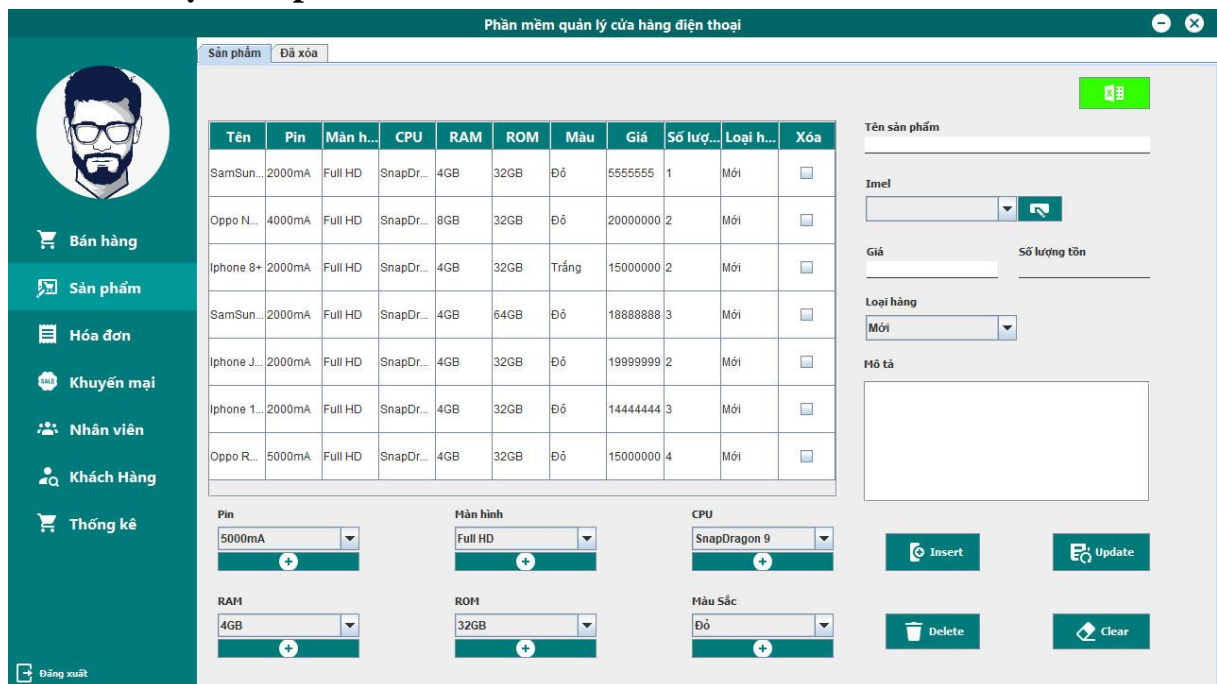 Phần mềm quản lý cửa hàng điện thoại
Sản phẩm Đã xóa
Tên Pin Màn h... CPU RAM ROM Màu Giá Số lượ... Loại h... Xóa
SamSun... 2000mA Full HD SnapDr... 4GB 32GB Đỏ 5555555 1 Mới
Oppo N... 4000mA Full HD SnapDr... 8GB 32GB Đỏ 20000000 2 Mới
Iphone 8+ 2000mA Full HD SnapDr... 4GB 32GB Trắng 15000000 2 Mới
SamSun... 2000mA Full HD SnapDr... 4GB 64GB Đỏ 18888888 3 Mới
Iphone J... 2000mA Full HD SnapDr... 4GB 32GB Đỏ 19999999 2 Mới
Iphone 1... 2000mA Full HD SnapDr... 4GB 32GB Đỏ 14444444 3 Mới
Oppo R... 5000mA Full HD SnapDr... 4GB 32GB Đỏ 15000000 4 Mới
Bán hàng
Sản phẩm
Hóa đơn
SALE Khuyến mại
Nhân viên
Khách Hàng
Thống kê
Đăng xuất
Tên sản phẩm
Imel
Giá Số lượng tồn
Loại hàng
Mới
Mô tả
Pin Màn hình CPU
5000mA Full HD SnapDragon 9
RAM ROM Màu Sắc
4GB 32GB Đỏ
Insert Update
Delete Clear